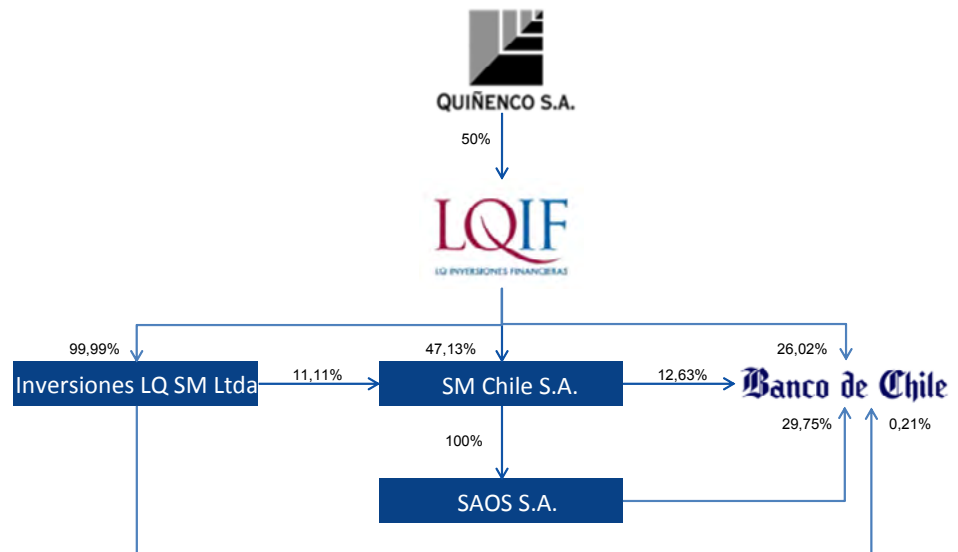 QUIÑENCO S.A.
50%
LQIF
LQ INVERSIONES FINANCIERAS
99,99%
47,13%
26,02%
Inversiones LQ SM Ltda
11,11%
SM Chile S.A.
12,63%
Banco de Chile
29,75%
0,21%
100%
SAOS S.A.